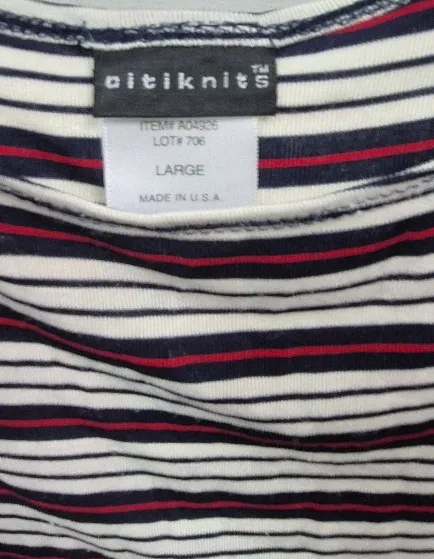 citiknits™
ITEM# A04926
LOT# 706
LARGE
MADE IN U.S.A.